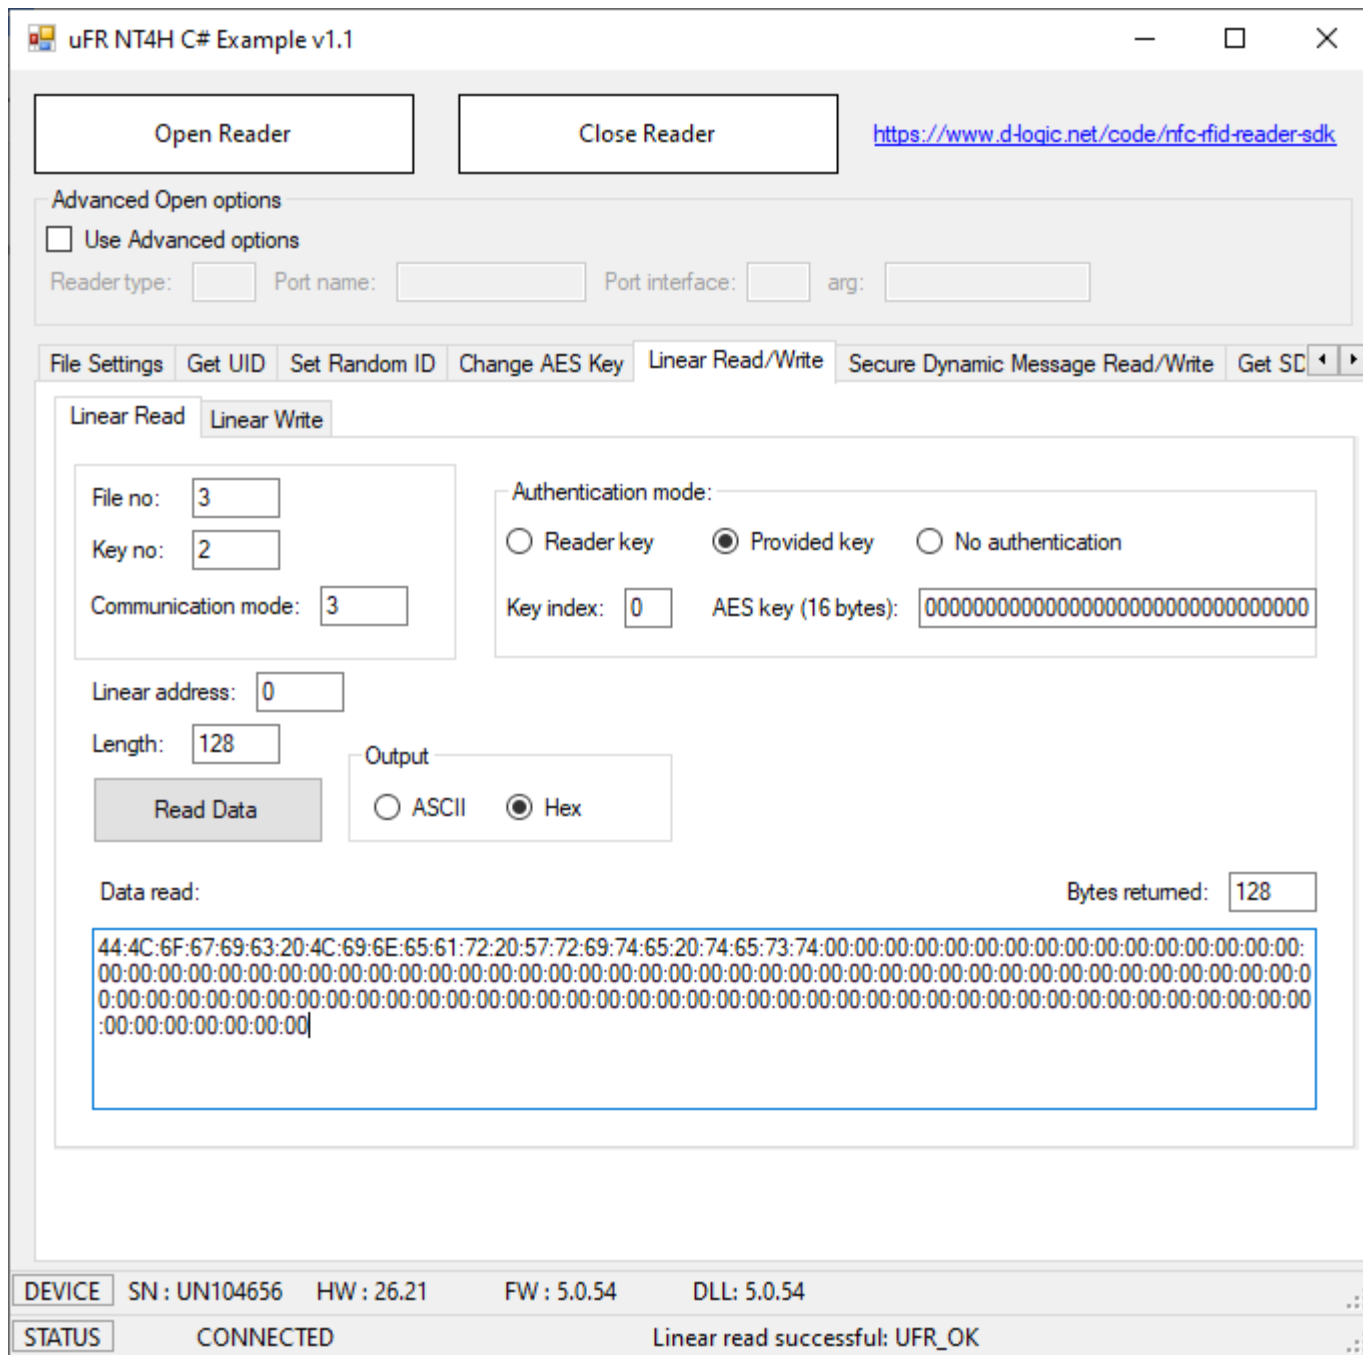 uFR NT4H C# Example v1.1
Open Reader
Close Reader
https://www.d-logic.net/code/nfc-rfid-reader-sdk
Advanced Open options
Use Advanced options
Reader type:
Port name:
Port interface:
arg:
File Settings
Get UID
Set Random ID
Change AES Key
Linear Read/Write
Secure Dynamic Message Read/Write
Get SD
Linear Read
Linear Write
File no: 3
Key no: 2
Communication mode: 3
Authentication mode:
Reader key
Provided key
No authentication
Key index: 0
AES key (16 bytes): 00000000000000000000000000000000
Linear address: 0
Length: 128
Output
Read Data
ASCII
Hex
Data read:
Bytes returned: 128
44:4C:6F:67:69:63:20:4C:69:6E:65:61:72:20:57:72:69:74:65:20:74:65:73:74:00:00:00:00:00:00:00:00:00:00:00:00:00:00:00:00:
00:00:00:00:00:00:00:00:00:00:00:00:00:00:00:00:00:00:00:00:00:00:00:00:00:00:00:00:00:00:00:00:00:00:00:00:00:00:00:00:0
0:00:00:00:00:00:00:00:00:00:00:00:00:00:00:00:00:00:00:00:00:00:00:00:00:00:00:00:00:00:00:00:00:00:00:00:00:00:00:00:00
:00:00:00:00:00:00:00
DEVICE SN : UN104656 HW : 26.21 FW : 5.0.54 DLL: 5.0.54
STATUS CONNECTED Linear read successful: UFR_OK